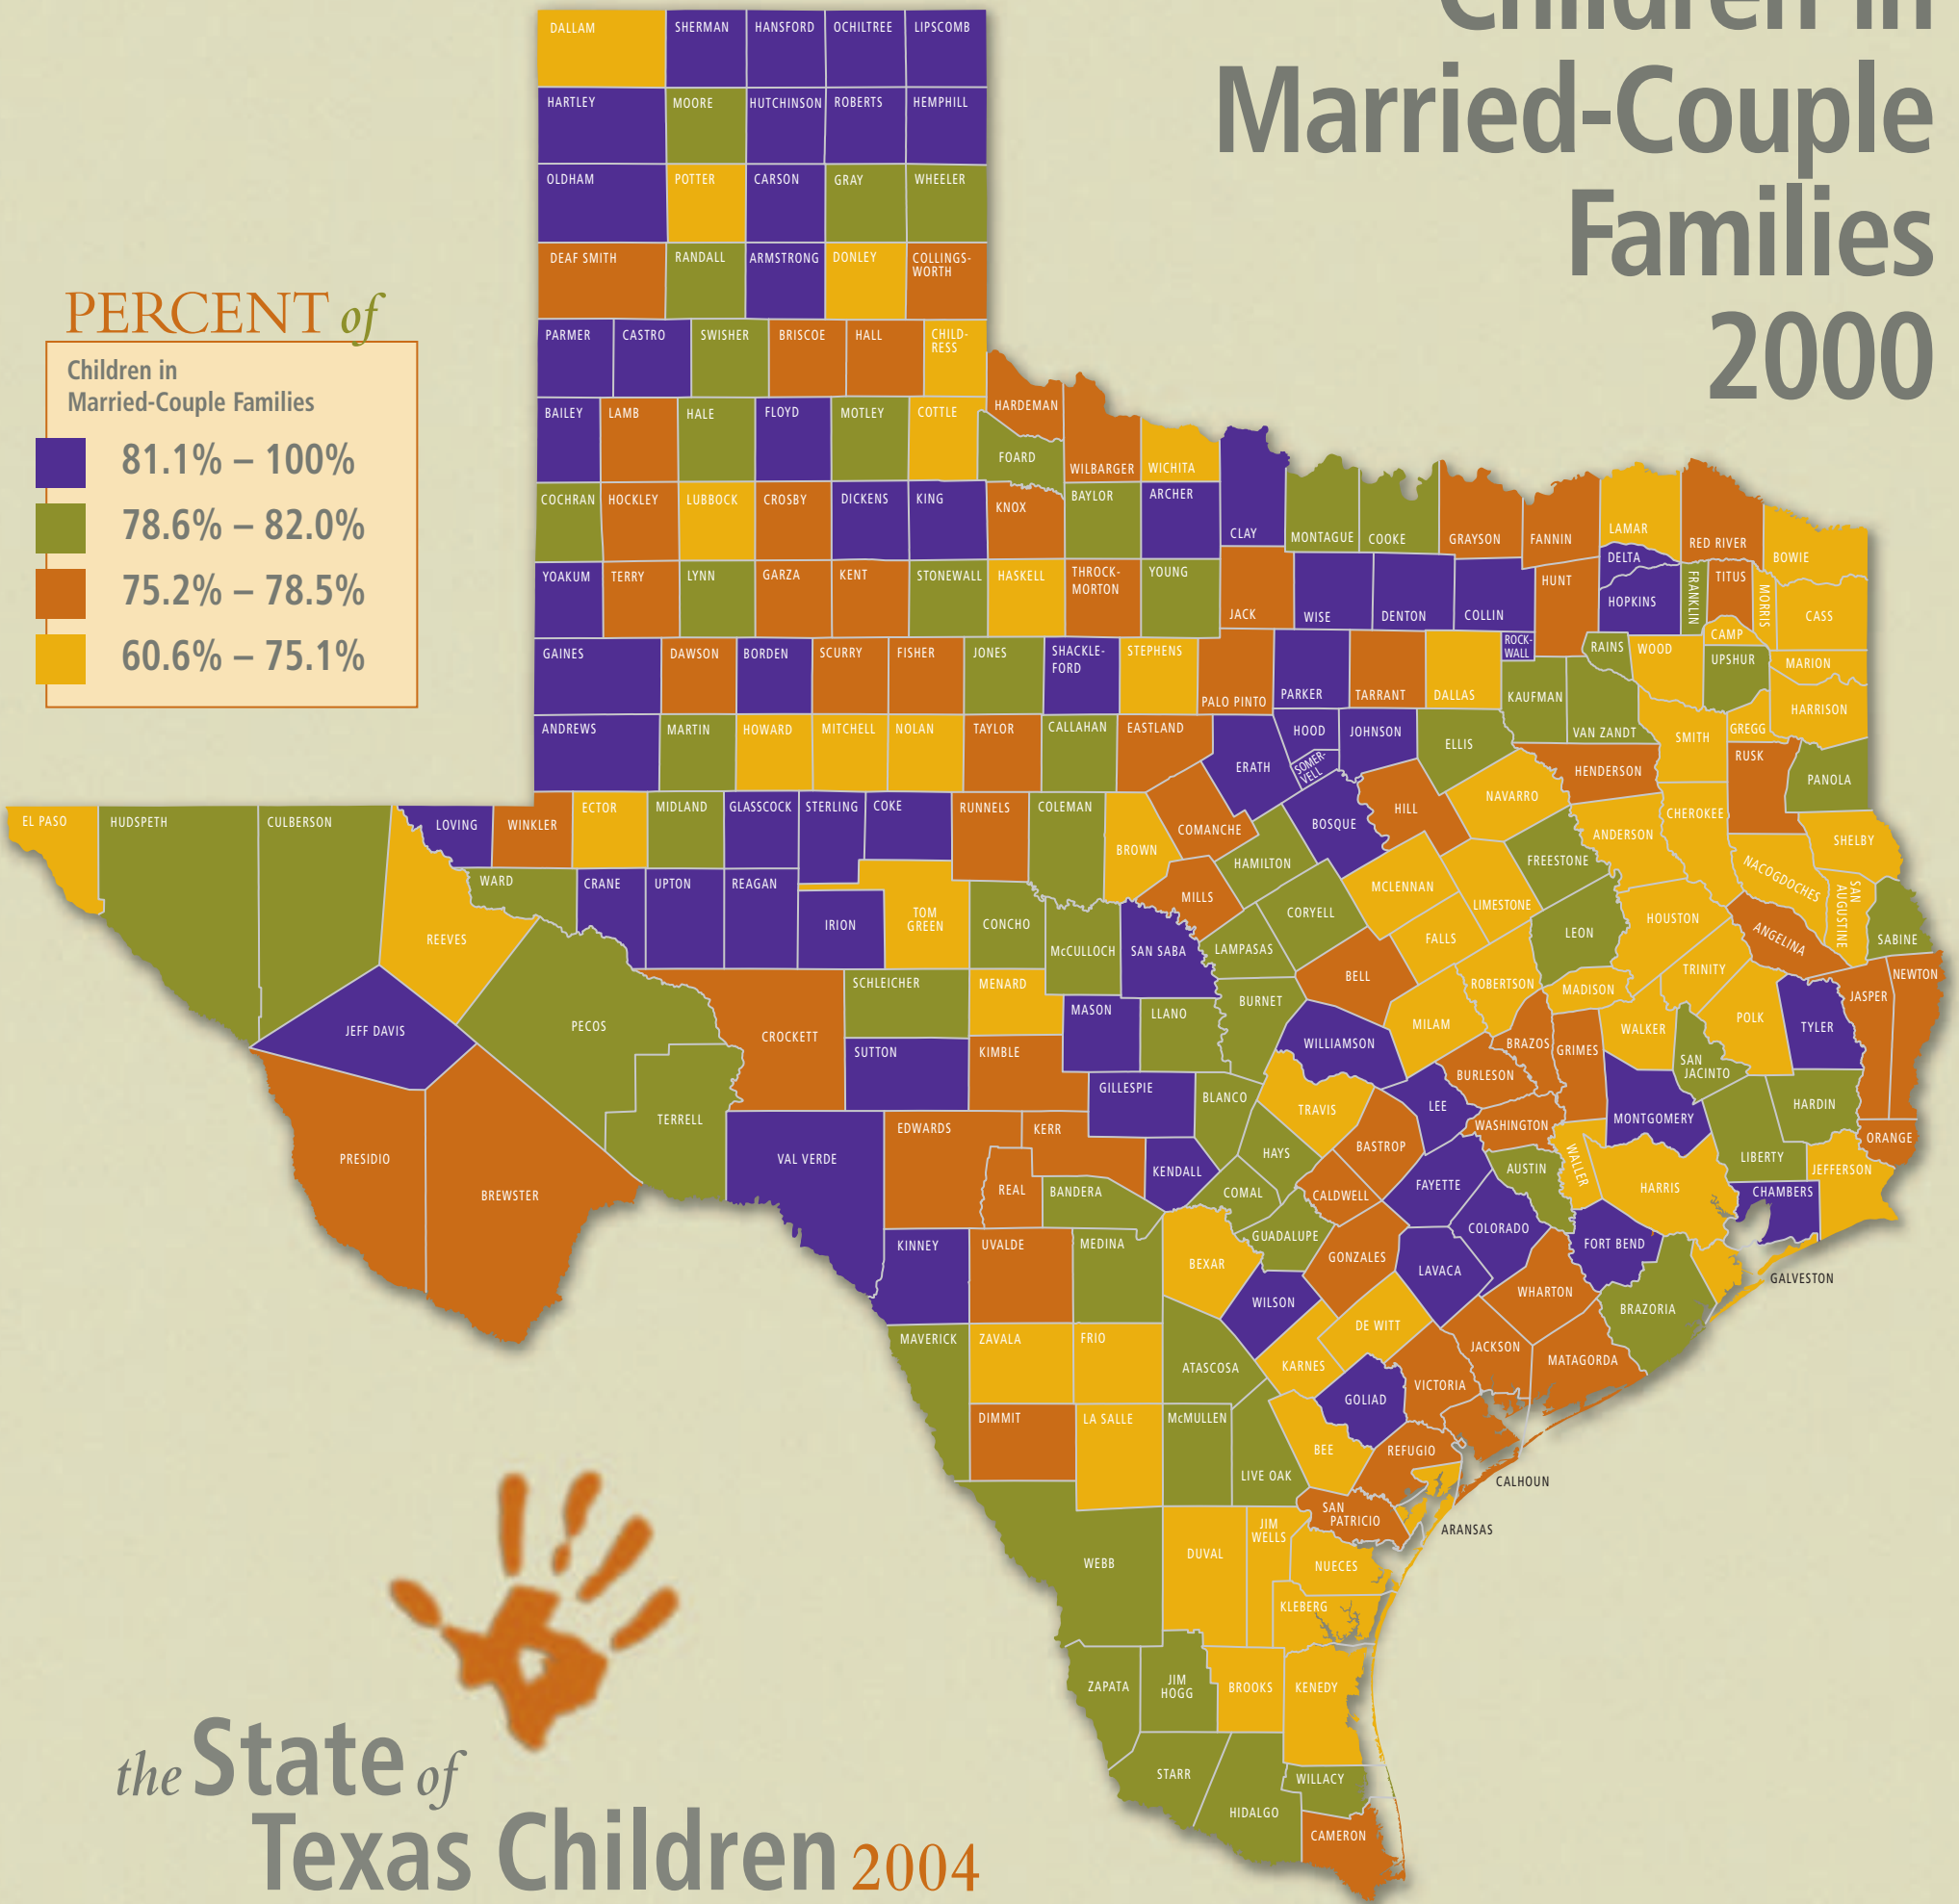 Children in
Married-Couple
Families
2000
PERCENT of
Children in
Married-Couple Families
81.1% – 100%
78.6% – 82.0%
75.2% – 78.5%
60.6% – 75.1%
DALLAM
SHERMAN
HANSFORD
OCHILTREE
LIPSCOMB
HARTLEY
MOORE
HUTCHINSON
ROBERTS
HEMPHILL
OLDHAM
POTTER
CARSON
GRAY
WHEELER
DEAF SMITH
RANDALL
ARMSTRONG
DONLEY
COLLINGS-
WORTH
PARMER
CASTRO
SWISHER
BRISCOE
HALL
CHILD-
RESS
BAILEY
LAMB
HALE
FLOYD
MOTLEY
COTTLE
HARDEMAN
FOARD
WILBARGER
WICHITA
COCHRAN
HOCKLEY
LUBBOCK
CROSBY
DICKENS
KING
KNOX
BAYLOR
ARCHER
CLAY
MONTAGUE
COOKE
GRAYSON
FANNIN
LAMAR
RED RIVER
BOWIE
DELTA
YOAKUM
TERRY
LYNN
GARZA
KENT
STONEWALL
HASKELL
THROCK-
MORTON
YOUNG
JACK
WISE
DENTON
COLLIN
HUNT
HOPKINS
FRANKLIN
TITUS
MORRIS
CASS
CAMP
GAINES
DAWSON
BORDEN
SCURRY
FISHER
JONES
SHACKLE-
FORD
STEPHENS
PALO PINTO
PARKER
TARRANT
DALLAS
ROCK-
WALL
KAUFMAN
RAINS
WOOD
UPSHUR
MARION
VAN ZANDT
SMITH
GREGG
HARRISON
ANDREWS
MARTIN
HOWARD
MITCHELL
NOLAN
TAYLOR
CALLAHAN
EASTLAND
ERATH
HOOD
SOMER-
VELL
JOHNSON
ELLIS
HENDERSON
RUSK
PANOLA
EL PASO
HUDSPETH
CULBERSON
LOVING
WINKLER
ECTOR
MIDLAND
GLASSCOCK
STERLING
COKE
RUNNELS
COLEMAN
BROWN
COMANCHE
HAMILTON
BOSQUE
HILL
NAVARRO
ANDERSON
CHEROKEE
SHELBY
NACOGDOCHES
SAN
AUGUSTINE
SABINE
REEVES
WARD
CRANE
UPTON
REAGAN
IRION
TOM
GREEN
CONCHO
McCULLOCH
SAN SABA
MILLS
LAMPASAS
CORYELL
MCLENNAN
LIMESTONE
FREESTONE
FALLS
LEON
HOUSTON
ANGELINA
TRINITY
JEFF DAVIS
PECOS
CROCKETT
SCHLEICHER
MENARD
MASON
LLANO
BURNET
BELL
MILAM
ROBERTSON
MADISON
WALKER
POLK
TYLER
JASPER
NEWTON
SUTTON
KIMBLE
GILLESPIE
BLANCO
WILLIAMSON
BURLESON
BRAZOS
GRIMES
SAN
JACINTO
HARDIN
PRESIDIO
BREWSTER
TERRELL
VAL VERDE
EDWARDS
KERR
REAL
BANDERA
KENDALL
COMAL
HAYS
TRAVIS
BASTROP
LEE
WASHINGTON
MONTGOMERY
LIBERTY
ORANGE
JEFFERSON
CHAMBERS
CALDWELL
FAYETTE
AUSTIN
WALLER
HARRIS
KINNEY
UVALDE
MEDINA
BEXAR
GUADALUPE
GONZALES
LAVACA
COLORADO
FORT BEND
GALVESTON
WILSON
WHARTON
BRAZORIA
MAVERICK
ZAVALA
FRIO
ATASCOSA
KARNES
DE WITT
JACKSON
MATAGORDA
VICTORIA
GOLIAD
DIMMIT
LA SALLE
McMULLEN
LIVE OAK
BEE
REFUGIO
CALHOUN
ARANSAS
SAN
PATRICIO
WEBB
DUVAL
JIM
WELLS
NUECES
KLEBERG
ZAPATA
JIM
HOGG
BROOKS
KENEDY
STARR
HIDALGO
WILLACY
CAMERON
the State of
Texas Children 2004